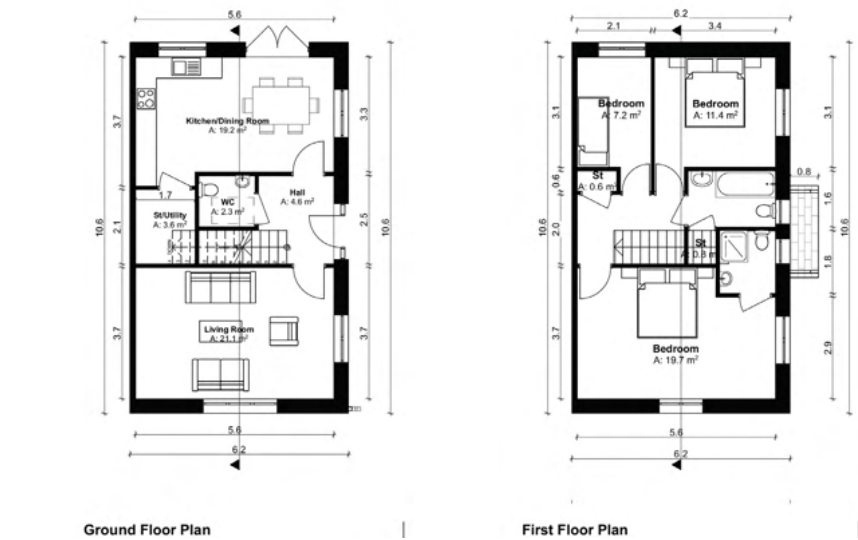 5.6
3.7
2.1
3.7
10.6
Kitchen/Dining Room
A: 19.2 m²
3.3
2.5
3.7
10.6
1.7
St/Utility
A: 3.6 m²
WC
A: 2.3 m²
Hall
A: 4.6 m²
Living Room
A: 21.1 m²
5.6
6.2
Ground Floor Plan
6.2
2.1
3.4
3.1
0.6
2.0
3.7
10.6
Bedroom
A: 7.2 m²
Bedroom
A: 11.4 m²
3.1
0.8
1.6
1.8
2.9
10.6
St
A: 0.6 m²
St
A: 0.8 m²
Bedroom
A: 19.7 m²
5.6
6.2
First Floor Plan